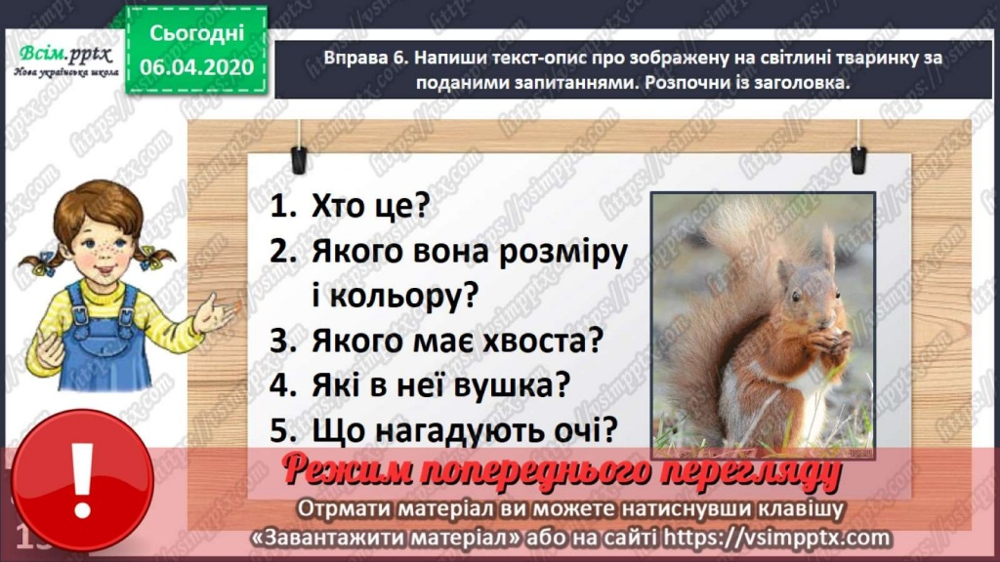 Сьогодні
06.04.2020
Всім.pptx
Нова українська школа
Вправа 6. Напиши текст-опис про зображену на світлині тваринку за
поданими запитаннями. Розпочни із заголовка.
1. Хто це?
2. Якого вона розміру
і кольору?
3. Якого має хвоста?
4. Які в неї вушка?
5. Що нагадують очі?
!
Режим попереднього перегляду
Отрмати матеріал ви можете натиснувши клавішу
«Завантажити матеріал» або на сайті https://vsimpptx.com